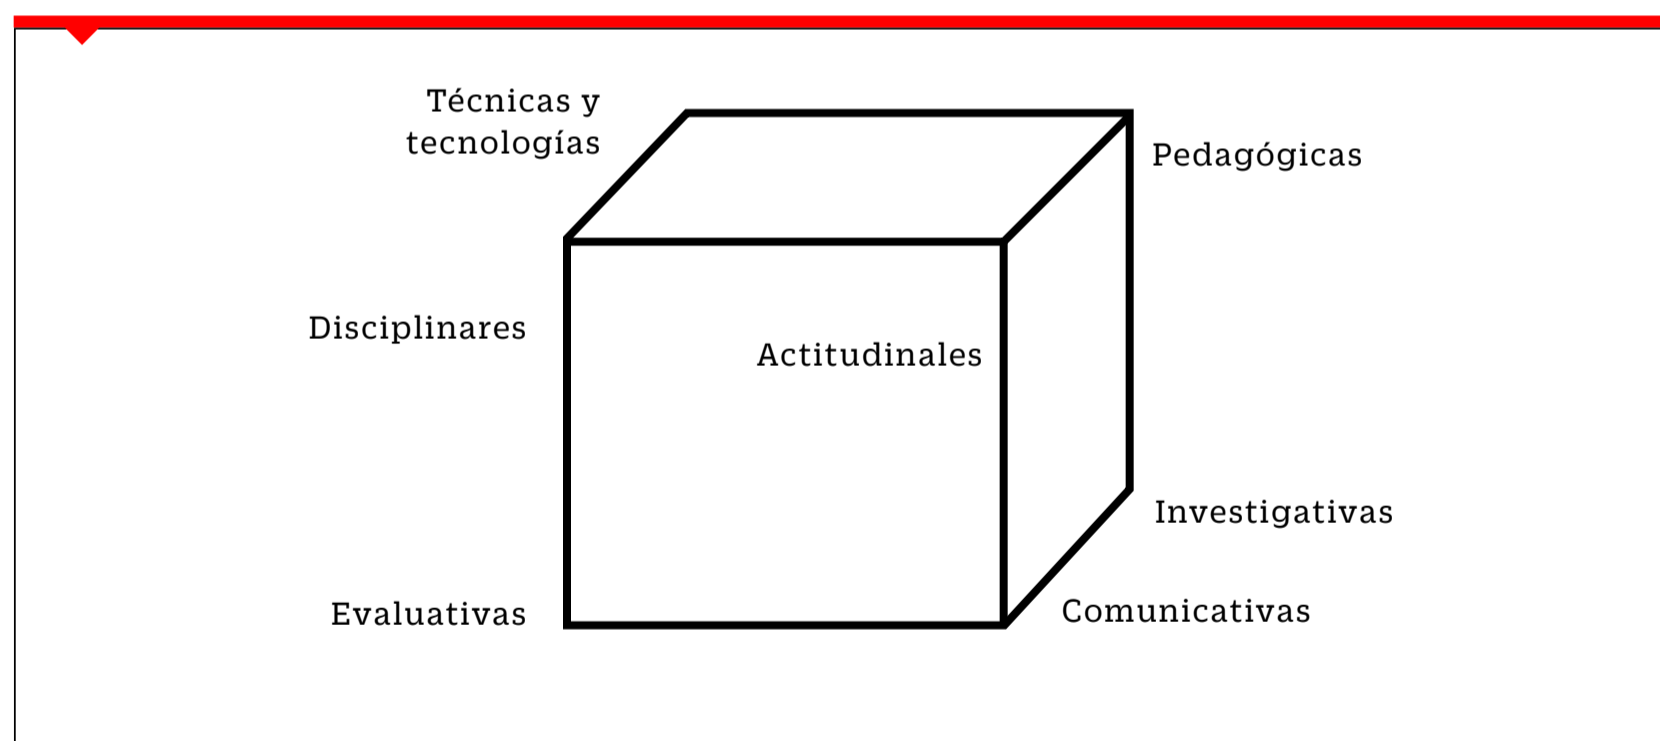 Técnicas y
tecnologías
Pedagógicas
Disciplinares
Actitudinales
Investigativas
Evaluativas
Comunicativas